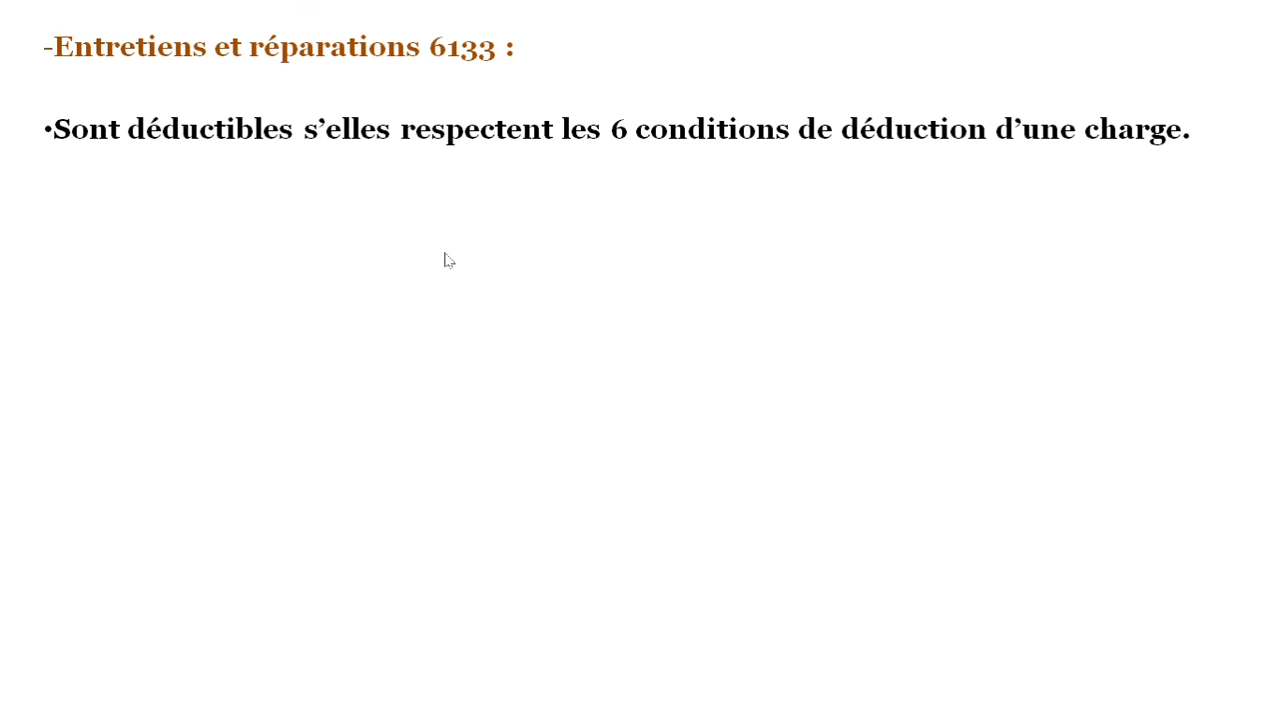 -Entretiens et réparations 6133 :
•Sont déductibles s’elles respectent les 6 conditions de déduction d’une charge.